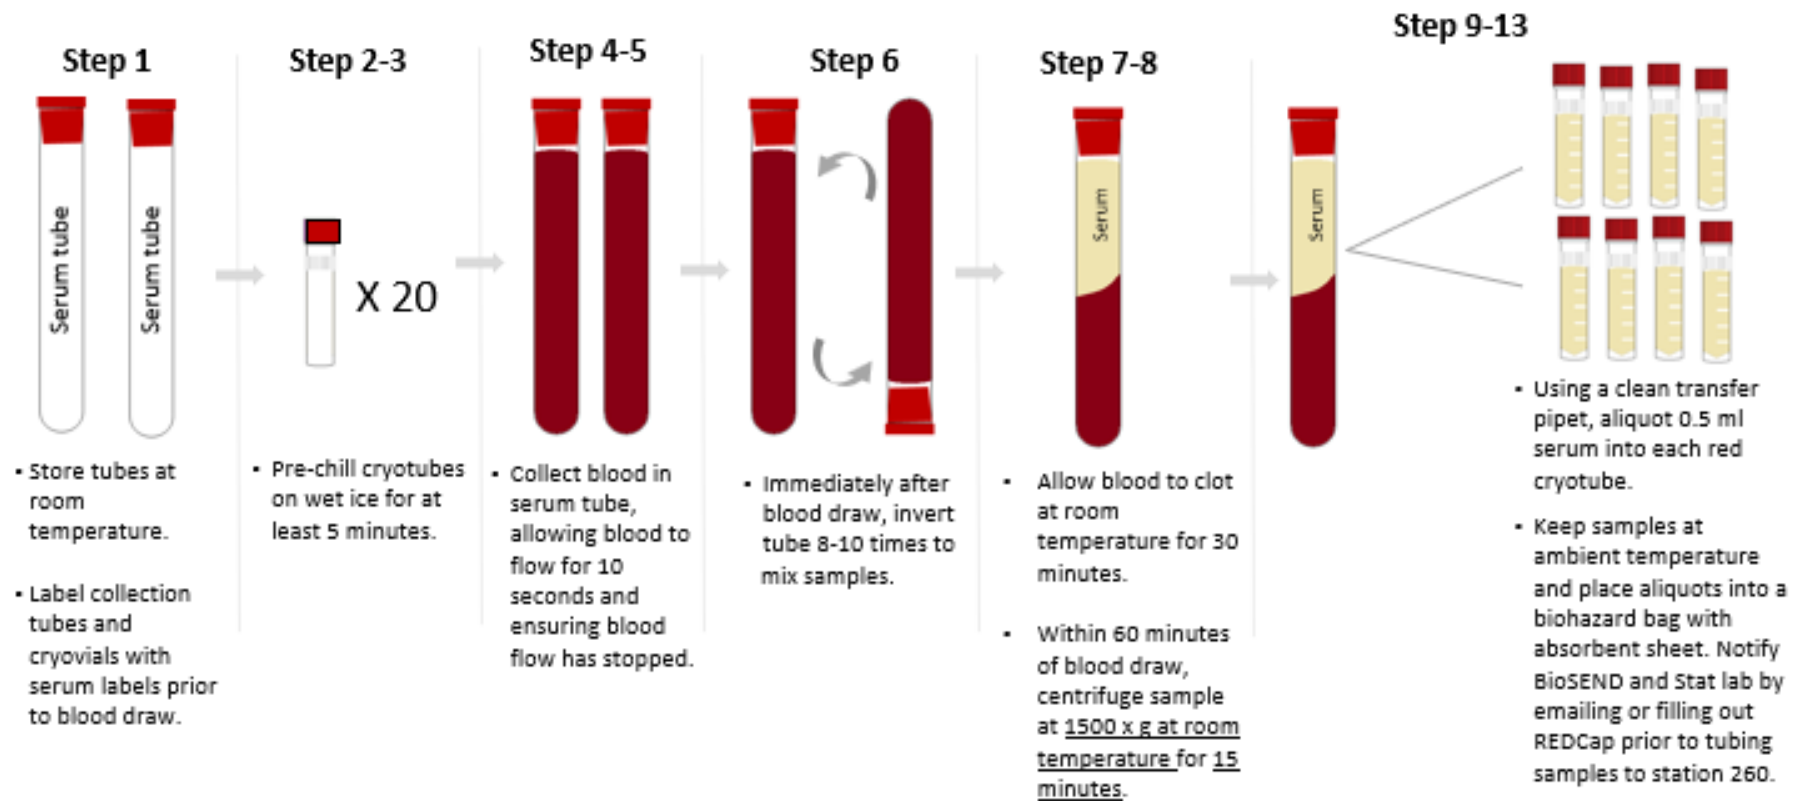 Step 1
Serum tube
Serum tube
▪ Store tubes at
room
temperature.
▪ Label collection
tubes and
cryovials with
serum labels prior
to blood draw.
Step 2-3
X 20
▪ Pre-chill cryotubes
on wet ice for at
least 5 minutes.
Step 4-5
▪ Collect blood in
serum tube,
allowing blood to
flow for 10
seconds and
ensuring blood
flow has stopped.
Step 6
▪ Immediately after
blood draw, invert
tube 8-10 times to
mix samples.
Step 7-8
Serum
▪ Allow blood to clot
at room
temperature for 30
minutes.
▪ Within 60 minutes
of blood draw,
centrifuge sample
at 1500 x g at room
temperature for 15
minutes.
Step 9-13
Serum
▪ Using a clean transfer
pipet, aliquot 0.5 ml
serum into each red
cryotube.
▪ Keep samples at
ambient temperature
and place aliquots into a
biohazard bag with
absorbent sheet. Notify
BioSEND and Stat lab by
emailing or filling out
REDCap prior to tubing
samples to station 260.